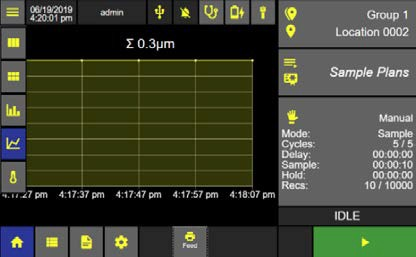 06/19/2019
4:20:01 pm
admin
Group 1
Location 0002
Σ 0.3µm
Sample Plans
Manual
Mode: Sample
Cycles: 5 / 5
Delay: 00:00:00
Sample: 00:00:10
Hold: 00:00:00
Recs: 10 / 10000
4:17:27 pm 4:17:37 pm 4:17:47 pm 4:17:57 pm 4:18:07 pm
IDLE
Feed